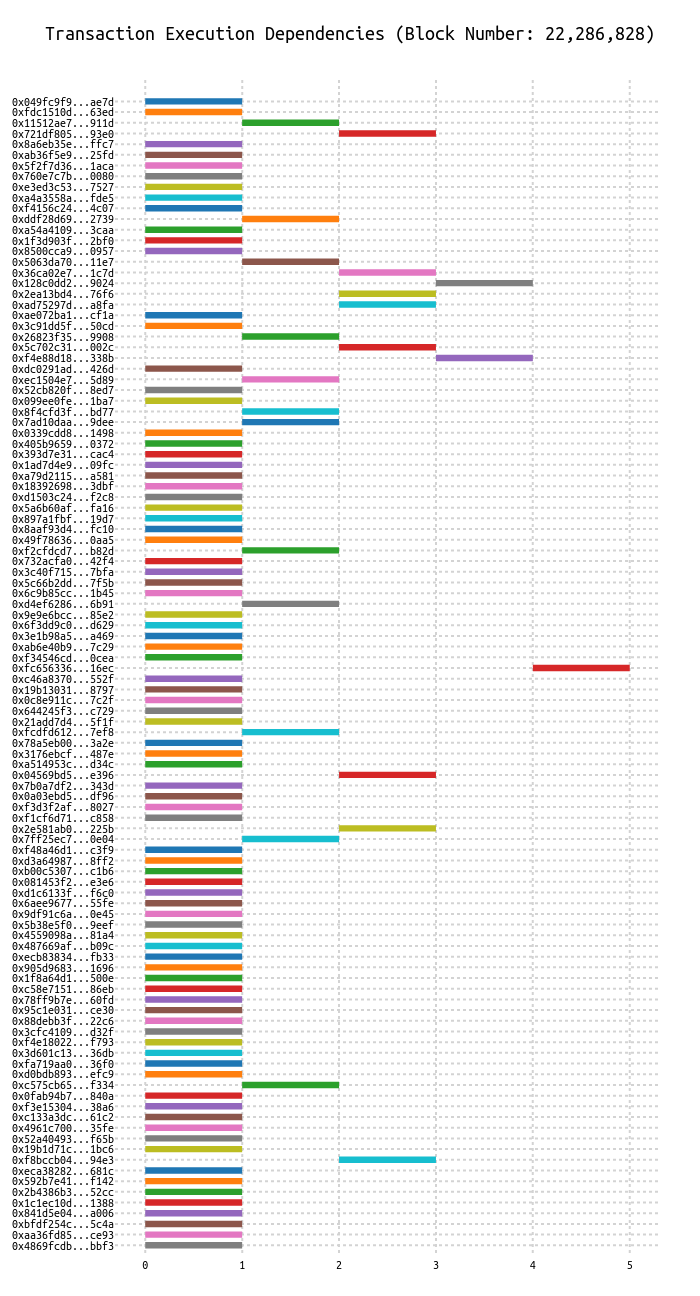 Transaction Execution Dependencies (Block Number: 22,286,828)
0x049fc9f9...ae7d
0xfdc1510d...63ed
0x11512ae7...911d
0x721df805...93e0
0x8a6eb35e...ffc7
0xab36f5e9...25fd
0x5f2f7d36...1aca
0x760e7c7b...0080
0xe3ed3c53...7527
0xa4a3558a...fde5
0xf4156c24...4c07
0xddf28d69...2739
0xa54a4109...3caa
0x1f3d903f...2bf0
0x8500cca9...0957
0x5063da70...11e7
0x36ca02e7...1c7d
0x128c0dd2...9024
0x2ea13bd4...76f6
0xad75297d...a8fa
0xae072ba1...cf1a
0x3c91dd5f...50cd
0x26823f35...9908
0x5c702c31...002c
0xf4e88d18...338b
0xdc0291ad...426d
0xec1504e7...5d89
0x52cb820f...8ed7
0x099ee0fe...1ba7
0x8f4cfd3f...bd77
0x7ad10daa...9dee
0x0339cdd8...1498
0x405b9659...0372
0x393d7e31...cac4
0x1ad7d4e9...09fc
0xa79d2115...a581
0x18392698...3dbf
0xd1503c24...f2c8
0x5a6b60af...fa16
0x897a1fbf...19d7
0x8aaf93d4...fc10
0x49f78636...0aa5
0xf2cfdcd7...b82d
0x732acfa0...42f4
0x3c40f715...7bfa
0x5c66b2dd...7f5b
0x6c9b85cc...1b45
0xd4ef6286...6b91
0x9e9e6bcc...85e2
0x6f3dd9c0...d629
0x3e1b98a5...a469
0xab6e40b9...7c29
0xf34546cd...0cea
0xfc656336...16ec
0xc46a8370...552f
0x19b13031...8797
0x0c8e911c...7c2f
0x644245f3...c729
0x21add7d4...5f1f
0xfcdfd612...7ef8
0x78a5eb00...3a2e
0x3176ebcf...487e
0xa514953c...d34c
0x04569bd5...e396
0x7b0a7df2...343d
0x0a03ebd5...df96
0xf3d3f2af...8027
0xf1cf6d71...c858
0x2e581ab0...225b
0x7ff25ec7...0e04
0xf48a46d1...c3f9
0xd3a64987...8ff2
0xb00c5307...c1b6
0x081453f2...e3e6
0xd1c6133f...f6c0
0x6aee9677...55fe
0x9df91c6a...0e45
0x5b38e5f0...9eef
0x4559098a...81a4
0x487669af...b09c
0xecb83834...fb33
0x905d9683...1696
0x1f8a64d1...500e
0xc58e7151...86eb
0x78ff9b7e...60fd
0x95c1e031...ce30
0x88debb3f...22c6
0x3cfc4109...d32f
0xf4e18022...f793
0x3d601c13...36db
0xfa719aa0...36f0
0xd0bdb893...efc9
0xc575cb65...f334
0x0fab94b7...840a
0xf3e15304...38a6
0xc133a3dc...61c2
0x4961c700...35fe
0x52a40493...f65b
0x19b1d71c...1bc6
0xf8bccb04...94e3
0xeca38282...681c
0x592b7e41...f142
0x2b4386b3...52cc
0x1c1ec10d...1388
0x841d5e04...a006
0xbfdf254c...5c4a
0xaa36fd85...ce93
0x4869fcdb...bbf3
0 1 2 3 4 5